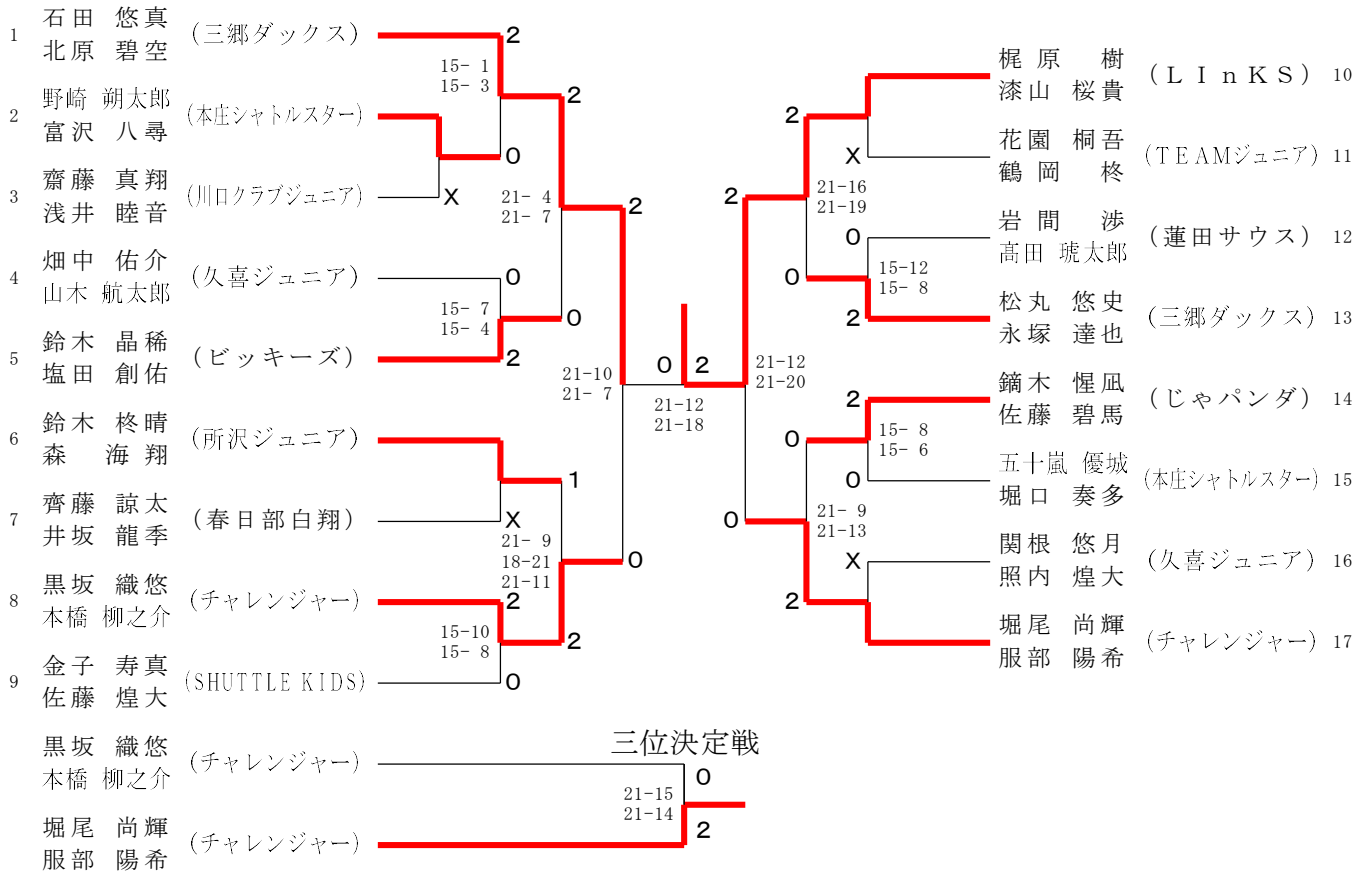 1 石田 悠真 (三郷ダックス)
北原 碧空
2 野崎 朔太郎 (本庄シャトルスター)
富沢 八尋
3 齋藤 真翔 (川口クラブジュニア)
浅井 睦音
4 畑中 佑介 (久喜ジュニア)
山木 航太郎
5 鈴木 晶稀 (ビッキーズ)
塩田 創佑
6 鈴木 柊晴 (所沢ジュニア)
森 海翔
7 齊藤 諒太 (春日部白翔)
井坂 龍季
8 黒坂 織悠 (チャレンジャー)
本橋 柳之介
9 金子 寿真 (SHUTTLE KIDS)
佐藤 煌大
2
15- 1
15- 3
2
0
X
21- 4
21- 7
2
0
15- 7
15- 4
0
2
21-10
21- 7
1
X
21- 9
18-21
21-11
0
2
15-10
15- 8
2
0
0 2
21-12
21-18
梶原 樹 (LInKS) 10
漆山 桜貴
花園 桐吾 (TEAMジュニア) 11
鶴岡 柊
岩間 渉 (蓮田サウス) 12
髙田 琥太郎
松丸 悠史 (三郷ダックス) 13
永塚 達也
鏑木 惺凪 (じゃパンダ) 14
佐藤 碧馬
五十嵐 優城 (本庄シャトルスター) 15
堀口 奏多
関根 悠月 (久喜ジュニア) 16
照内 煌大
堀尾 尚輝 (チャレンジャー) 17
服部 陽希
2
X
2
21-16
21-19
0
0
15-12
15- 8
2
21-12
21-20
2
0
15- 8
15- 6
0
0
21- 9
21-13
X
2
三位決定戦
黒坂 織悠 (チャレンジャー)
本橋 柳之介
0
21-15
21-14
2
堀尾 尚輝 (チャレンジャー)
服部 陽希